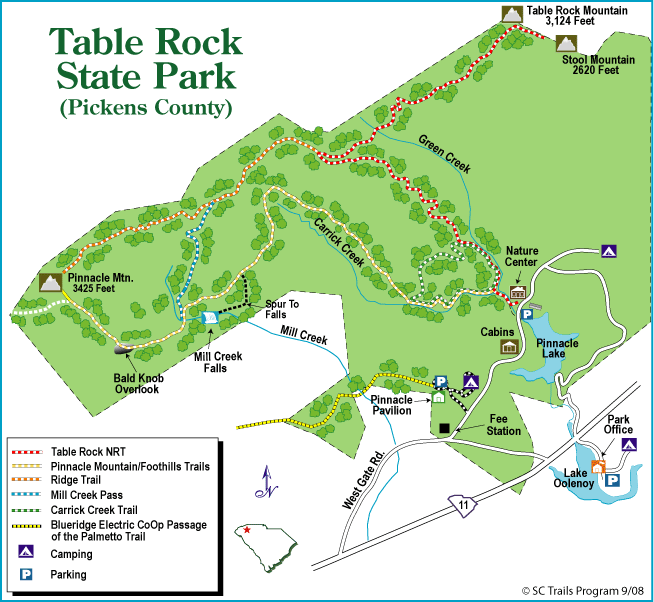 Table Rock
State Park
(Pickens County)
Table Rock Mountain
3,124 Feet
Stool Mountain
2620 Feet
Green Creek
Carrick Creek
Nature
Center
Pinnacle Mtn.
3425 Feet
Spur To
Falls
Mill Creek
Mill Creek
Falls
Bald Knob
Overlook
P
Cabins
Pinnacle
Lake
P
Pinnacle
Pavilion
Fee
Station
Park
Office
Lake
Oolenoy
P
West Gate Rd.
11
Table Rock NRT
Pinnacle Mountain/Foothills Trails
Ridge Trail
Mill Creek Pass
Carrick Creek Trail
Blueridge Electric CoOp Passage
of the Palmetto Trail
Camping
P Parking
N
© SC Trails Program 9/08